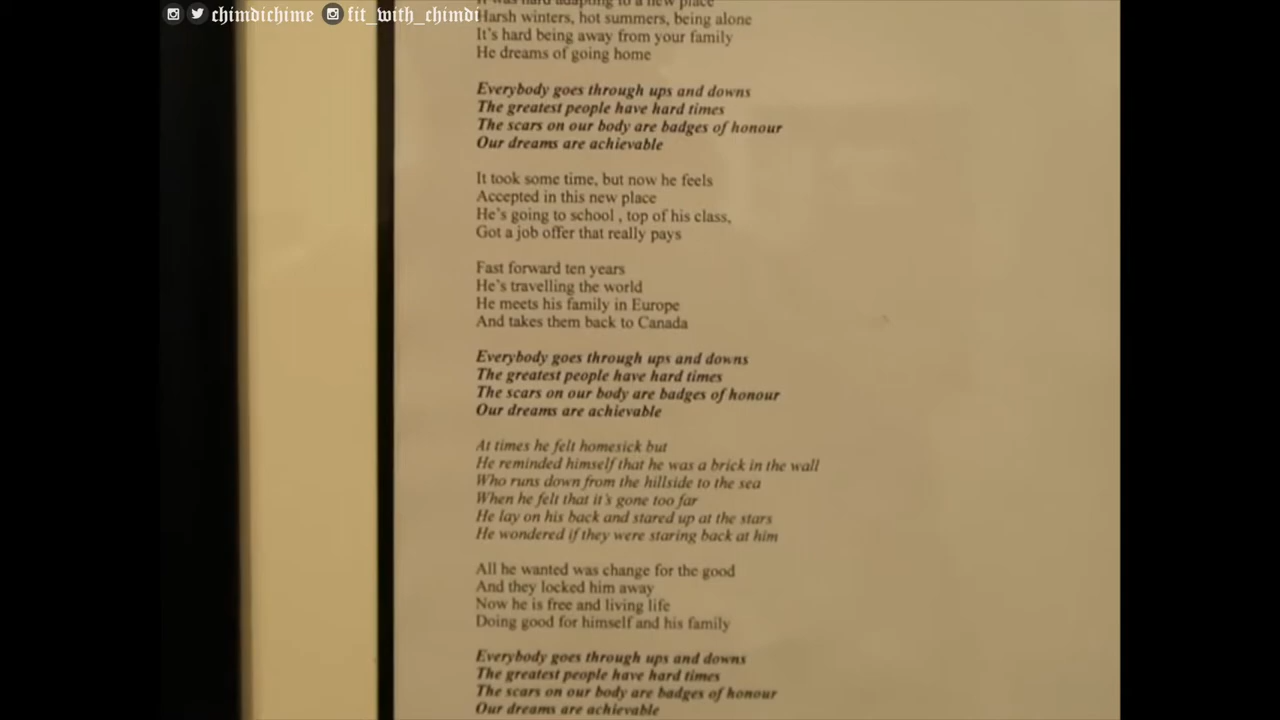 chimdichime fit_with_chimdi
It was hard adapting to a new place
Harsh winters, hot summers, being alone
It's hard being away from your family
He dreams of going home
Everybody goes through ups and downs
The greatest people have hard times
The scars on our body are badges of honour
Our dreams are achievable
It took some time, but now he feels
Accepted in this new place
He's going to school , top of his class,
Got a job offer that really pays
Fast forward ten years
He's travelling the world
He meets his family in Europe
And takes them back to Canada
Everybody goes through ups and downs
The greatest people have hard times
The scars on our body are badges of honour
Our dreams are achievable
At times he felt homesick but
He reminded himself that he was a brick in the wall
Who runs down from the hillside to the sea
When he felt that it's gone too far
He lay on his back and stared up at the stars
He wondered if they were staring back at him
All he wanted was change for the good
And they locked him away
Now he is free and living life
Doing good for himself and his family
Everybody goes through ups and downs
The greatest people have hard times
The scars on our body are badges of honour
Our dreams are achievable